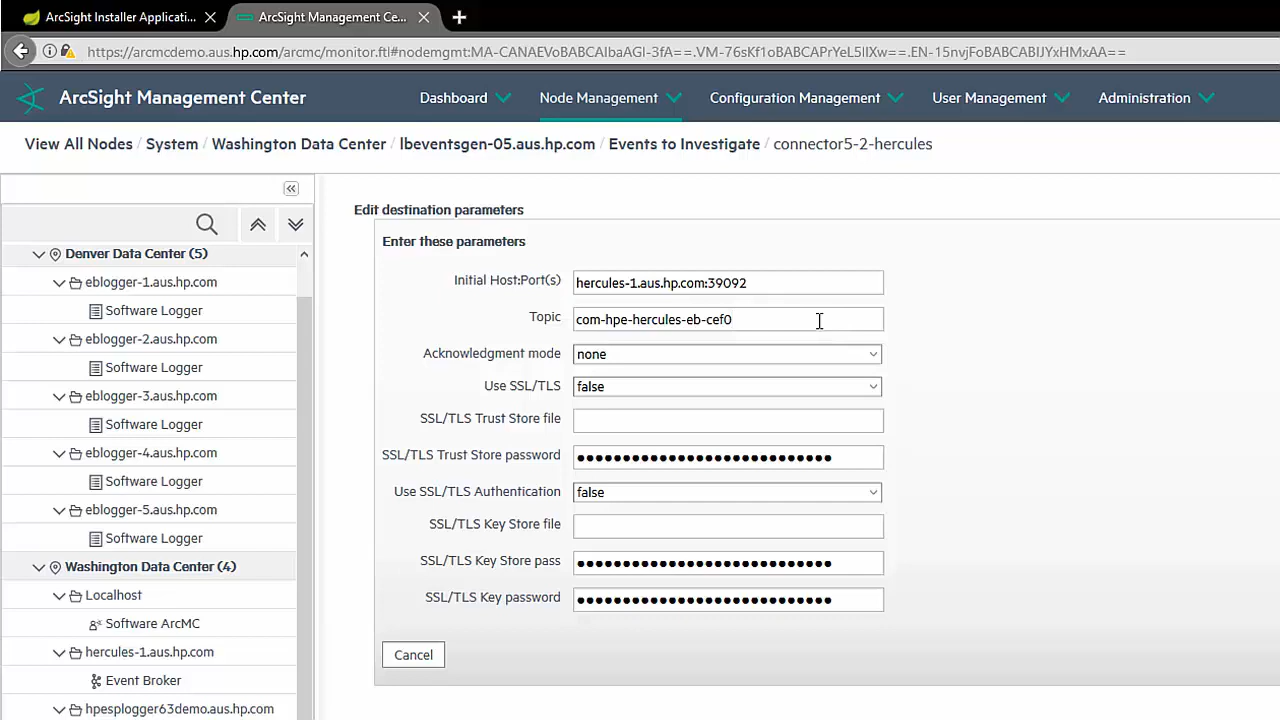 ArcSight Installer Applicati...
ArcSight Management Ce...
https://arcmcdemo.aus.hp.com/arcmc/monitor.ftl#nodemgmt:MA-CANAEVoBABCAIbaAGI-3fA==.VM-76sKf1oBABCAPrYeL5IlXw==.EN-15nvjFoBABCABIJYxHMxAA==
ArcSight Management Center
Dashboard
Node Management
Configuration Management
User Management
Administration
View All Nodes / System / Washington Data Center / lbeventsgen-05.aus.hp.com / Events to Investigate / connector5-2-hercules
Denver Data Center (5)
eblogger-1.aus.hp.com
Software Logger
eblogger-2.aus.hp.com
Software Logger
eblogger-3.aus.hp.com
Software Logger
eblogger-4.aus.hp.com
Software Logger
eblogger-5.aus.hp.com
Software Logger
Washington Data Center (4)
Localhost
Software ArcMC
hercules-1.aus.hp.com
Event Broker
hpesplogger63demo.aus.hp.com
Edit destination parameters
Enter these parameters
Initial Host:Port(s) hercules-1.aus.hp.com:39092
Topic com-hpe-hercules-eb-cef0
Acknowledgment mode none
Use SSL/TLS false
SSL/TLS Trust Store file
SSL/TLS Trust Store password
Use SSL/TLS Authentication false
SSL/TLS Key Store file
SSL/TLS Key Store pass
SSL/TLS Key password
Cancel